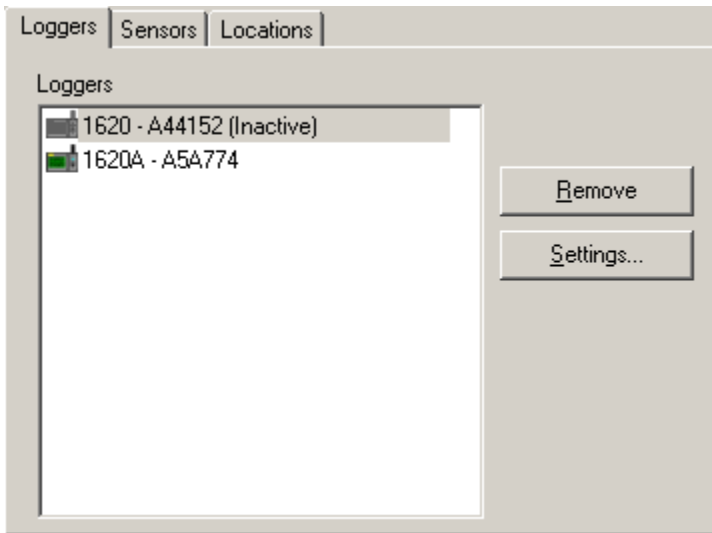 Loggers Sensors Locations
Loggers
1620 - A44152 (Inactive)
1620A - A5A774
Remove
Settings...